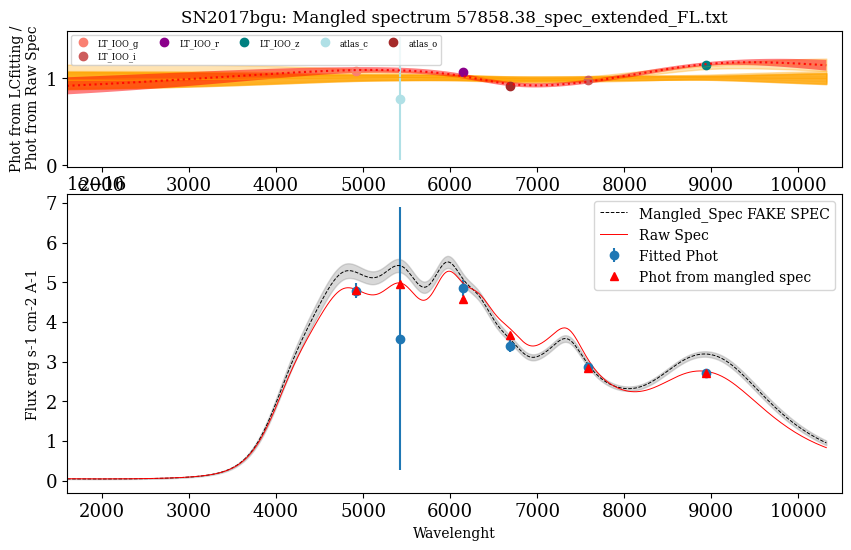 SN2017bgu: Mangled spectrum 57858.38_spec_extended_FL.txt
Phot from LCfitting /
Phot from Raw Spec
LT_IOO_g LT_IOO_r LT_IOO_z atlas_c atlas_o
LT_IOO_i
1
0
2000 3000 4000 5000 6000 7000 8000 9000 10000
1e−16
Mangled_Spec FAKE SPEC
Raw Spec
Fitted Phot
Phot from mangled spec
Flux erg s-1 cm-2 A-1
7
6
5
4
3
2
1
0
2000 3000 4000 5000 6000 7000 8000 9000 10000
Wavelenght